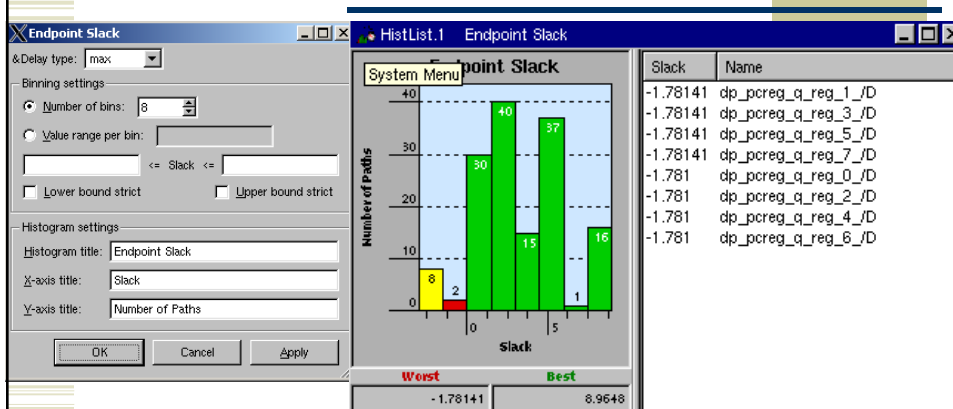 Endpoint Slack
&Delay type: max
Binning settings
Number of bins: 8
Value range per bin:
<= Slack <=
Lower bound strict Upper bound strict
Histogram settings
Histogram title: Endpoint Slack
X-axis title: Slack
Y-axis title: Number of Paths
OK Cancel Apply
HistList.1 Endpoint Slack
point Slack
System Menu
Number of Paths
40
30
20
10
0
8
2
30
40
15
37
1
16
0 5
Slack
Worst Best
-1.78141 8.9648
Slack Name
-1.78141 dp_pcreg_q_reg_1_/D
-1.78141 dp_pcreg_q_reg_3_/D
-1.78141 dp_pcreg_q_reg_5_/D
-1.78141 dp_pcreg_q_reg_7_/D
-1.781 dp_pcreg_q_reg_0_/D
-1.781 dp_pcreg_q_reg_2_/D
-1.781 dp_pcreg_q_reg_4_/D
-1.781 dp_pcreg_q_reg_6_/D